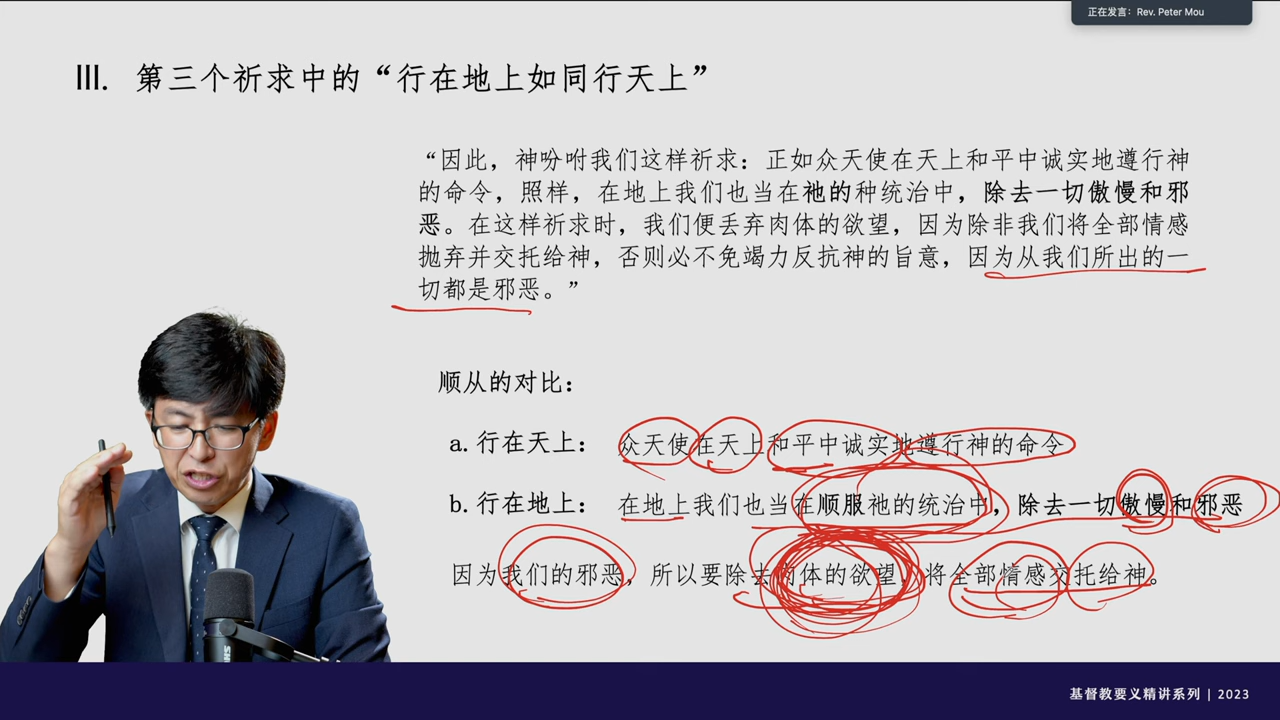 正在发言：Rev. Peter Mou
III. 第三个祈求中的“行在地上如同行天上”
“因此，神吩咐我们这样祈求：正如众天使在天上和平中诚实地遵行神
的命令，照样，在地上我们也当在祂的种统治中，除去一切傲慢和邪
恶。在这样祈求时，我们便丢弃肉体的欲望，因为除非我们将全部情感
抛弃并交托给神，否则必不免竭力反抗神的旨意，因为从我们所出的一
切都是邪恶。”
顺从的对比：
a. 行在天上： 众天使在天上和平中诚实地遵行神的命令
b. 行在地上： 在地上我们也当在顺服祂的统治中，除去一切傲慢和邪恶
因为我们的邪恶，所以要除去肉体的欲望，将全部情感交托给神。
基督教要义精讲系列 | 2023